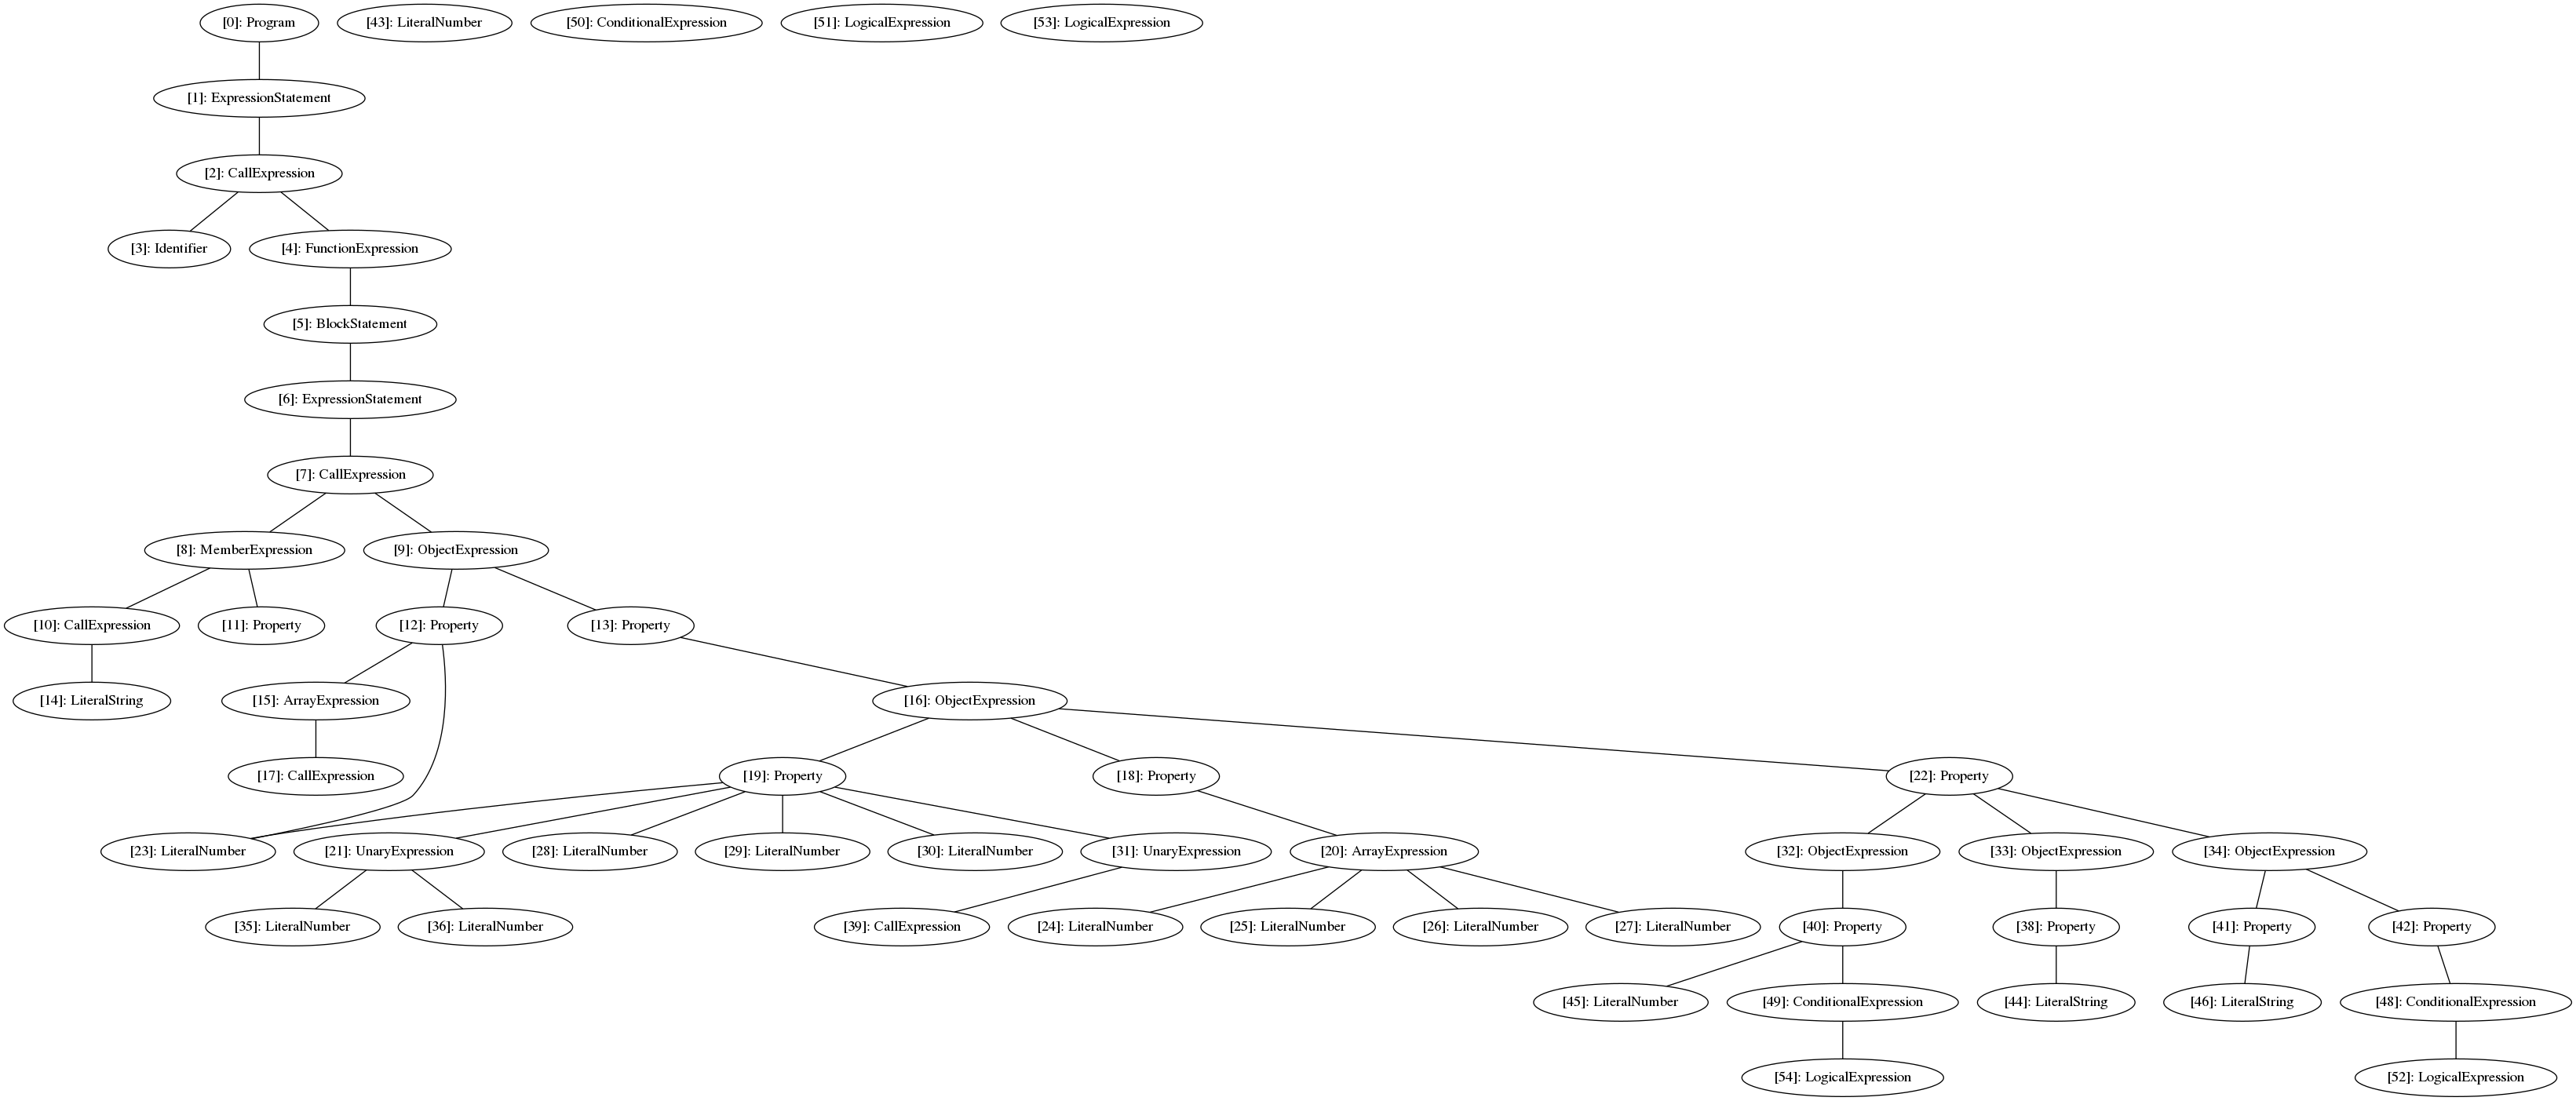 [0]: Program
[43]: LiteralNumber
[50]: ConditionalExpression
[51]: LogicalExpression
[53]: LogicalExpression
[1]: ExpressionStatement
[2]: CallExpression
[3]: Identifier
[4]: FunctionExpression
[5]: BlockStatement
[6]: ExpressionStatement
[7]: CallExpression
[8]: MemberExpression
[9]: ObjectExpression
[10]: CallExpression
[11]: Property
[12]: Property
[13]: Property
[14]: LiteralString
[15]: ArrayExpression
[16]: ObjectExpression
[17]: CallExpression
[19]: Property
[18]: Property
[22]: Property
[23]: LiteralNumber
[21]: UnaryExpression
[28]: LiteralNumber
[29]: LiteralNumber
[30]: LiteralNumber
[31]: UnaryExpression
[20]: ArrayExpression
[32]: ObjectExpression
[33]: ObjectExpression
[34]: ObjectExpression
[35]: LiteralNumber
[36]: LiteralNumber
[39]: CallExpression
[24]: LiteralNumber
[25]: LiteralNumber
[26]: LiteralNumber
[27]: LiteralNumber
[40]: Property
[38]: Property
[41]: Property
[42]: Property
[45]: LiteralNumber
[49]: ConditionalExpression
[44]: LiteralString
[46]: LiteralString
[48]: ConditionalExpression
[54]: LogicalExpression
[52]: LogicalExpression